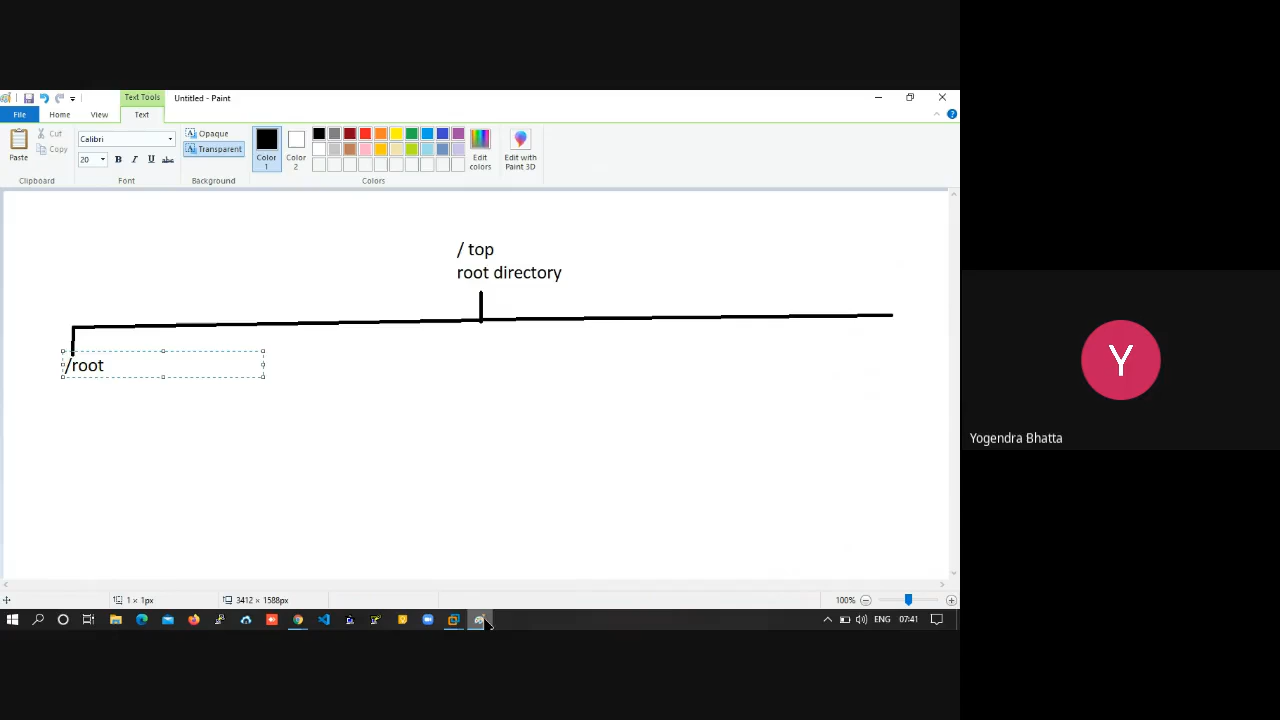 Text Tools
Untitled - Paint
File
Home
View
Text
Paste
Cut
Copy
Clipboard
Calibri
20
B I U abc
Font
Opaque
Transparent
Background
Color 1
Color 2
Colors
Edit colors
Edit with Paint 3D
/ top
root directory
/root
Yogendra Bhatta
Y
1 × 1px
3412 × 1588px
100%
ENG
07:41